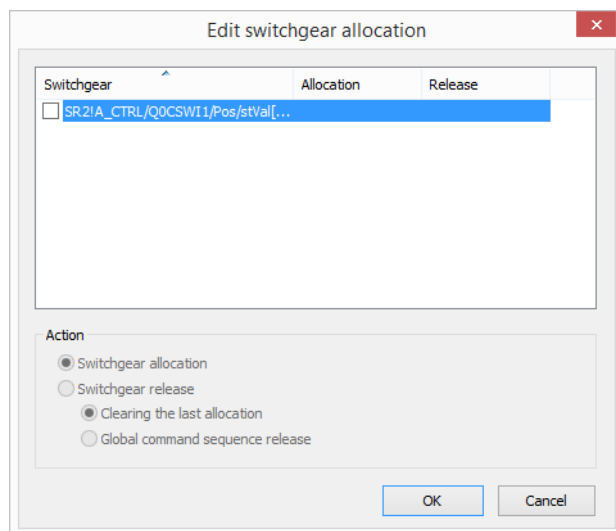 Edit switchgear allocation
Switchgear Allocation Release
SR2!A_CTRL/Q0CSWI1/Pos/stVal[...
Action
Switchgear allocation
Switchgear release
Clearing the last allocation
Global command sequence release
OK Cancel